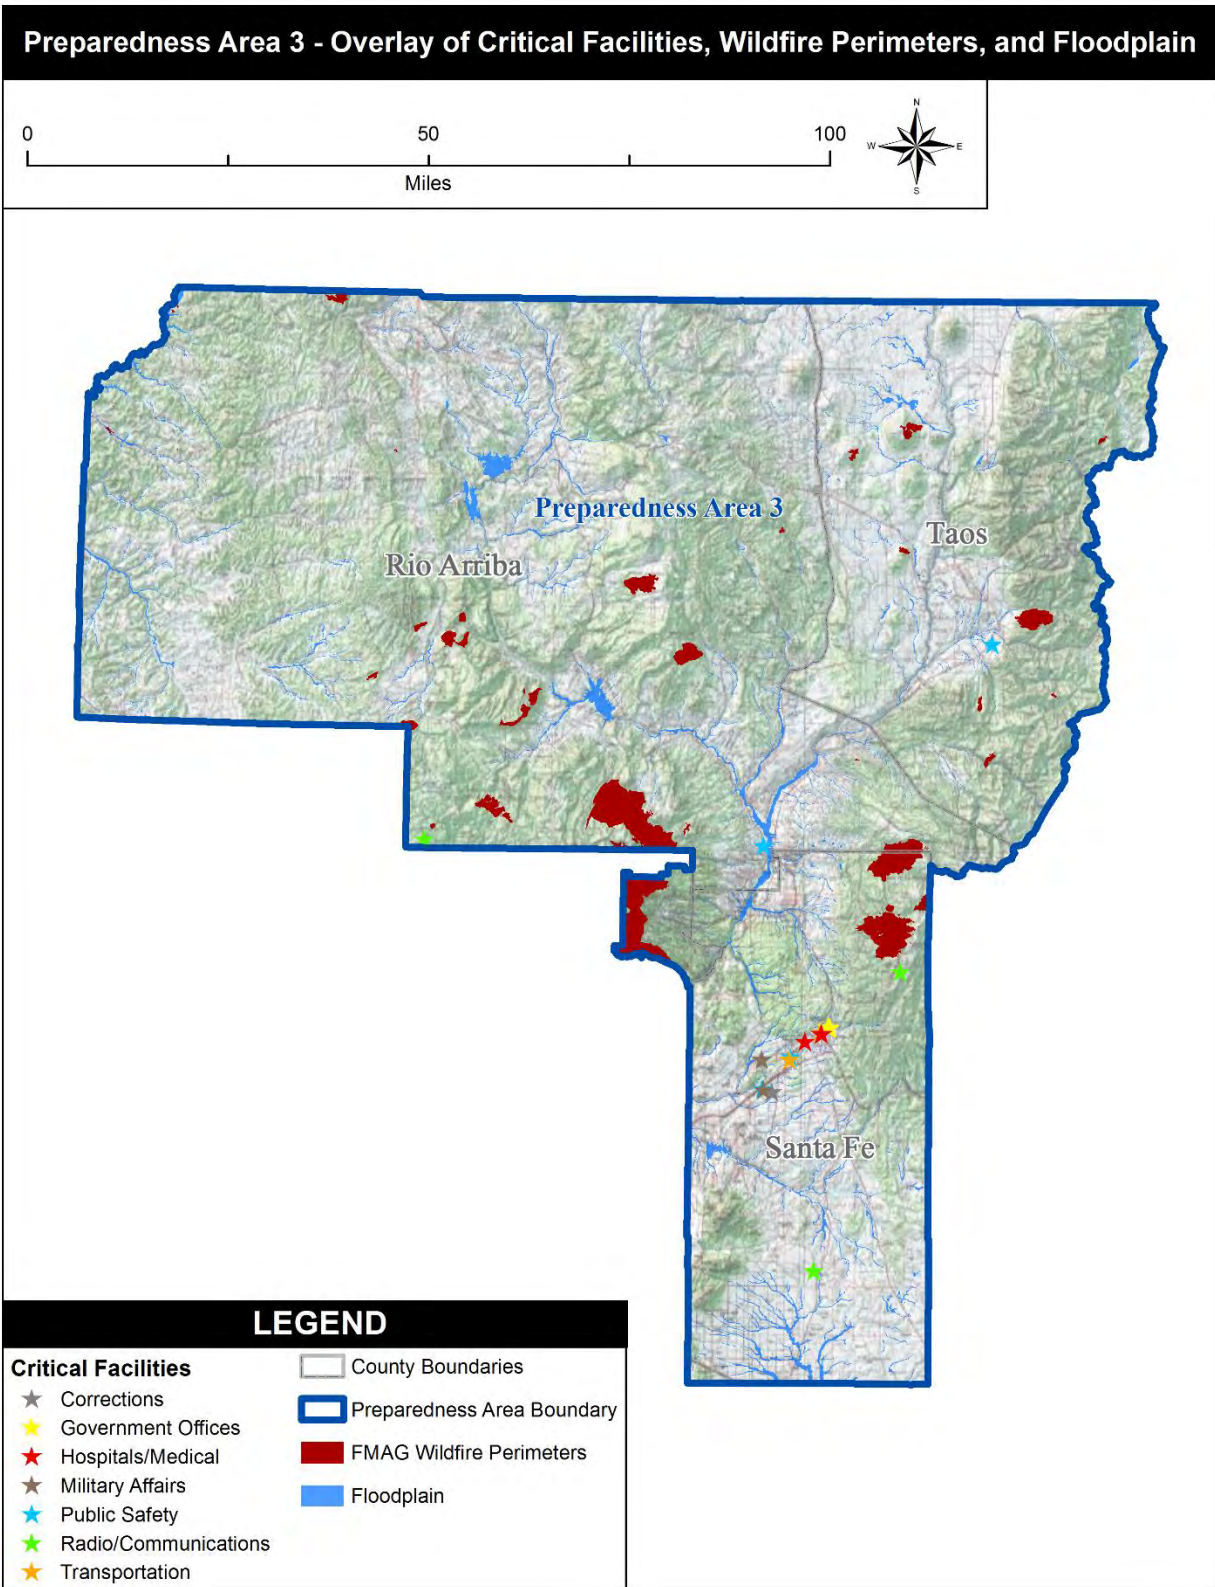 Preparedness Area 3 - Overlay of Critical Facilities, Wildfire Perimeters, and Floodplain
0
50
100
Miles
N
W
E
S
Preparedness Area 3
Taos
Rio Arriba
Santa Fe
LEGEND
Critical Facilities
Corrections
Government Offices
Hospitals/Medical
Military Affairs
Public Safety
Radio/Communications
Transportation
County Boundaries
Preparedness Area Boundary
FMAG Wildfire Perimeters
Floodplain